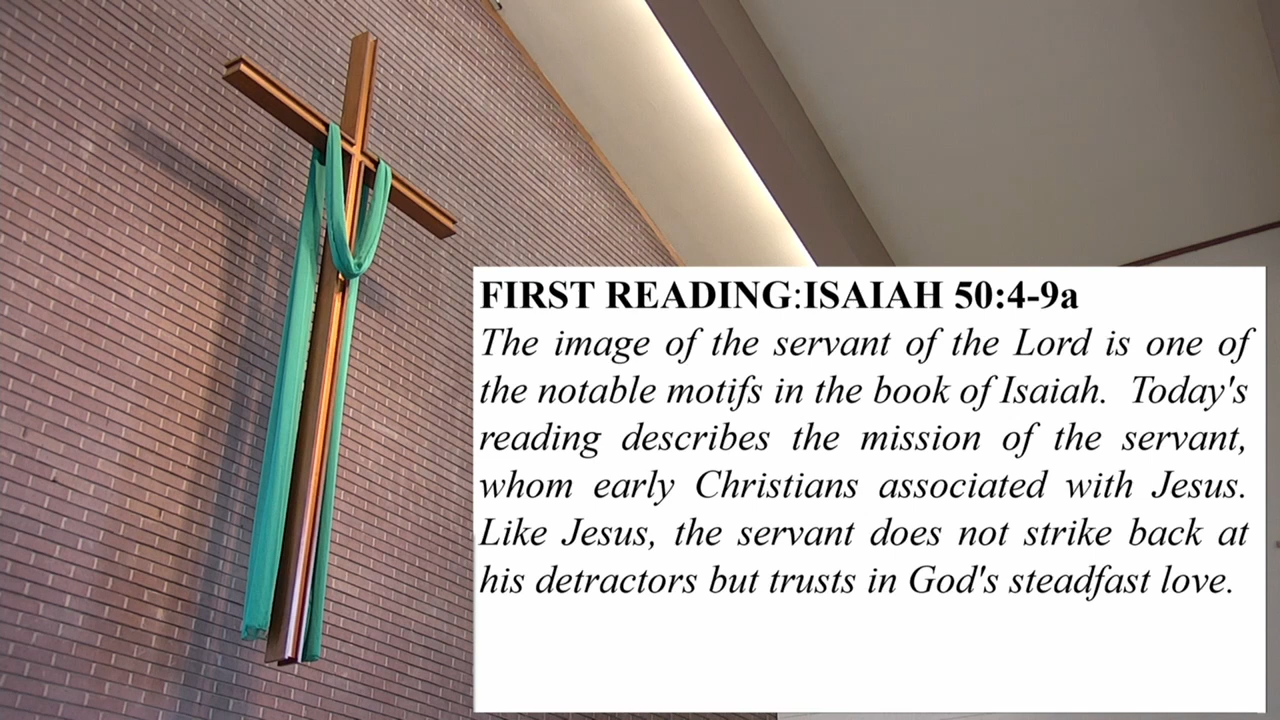 FIRST READING:ISAIAH 50:4-9a
The image of the servant of the Lord is one of
the notable motifs in the book of Isaiah.  Today's
reading describes the mission of the servant,
whom early Christians associated with Jesus.
Like Jesus, the servant does not strike back at
his detractors but trusts in God's steadfast love.